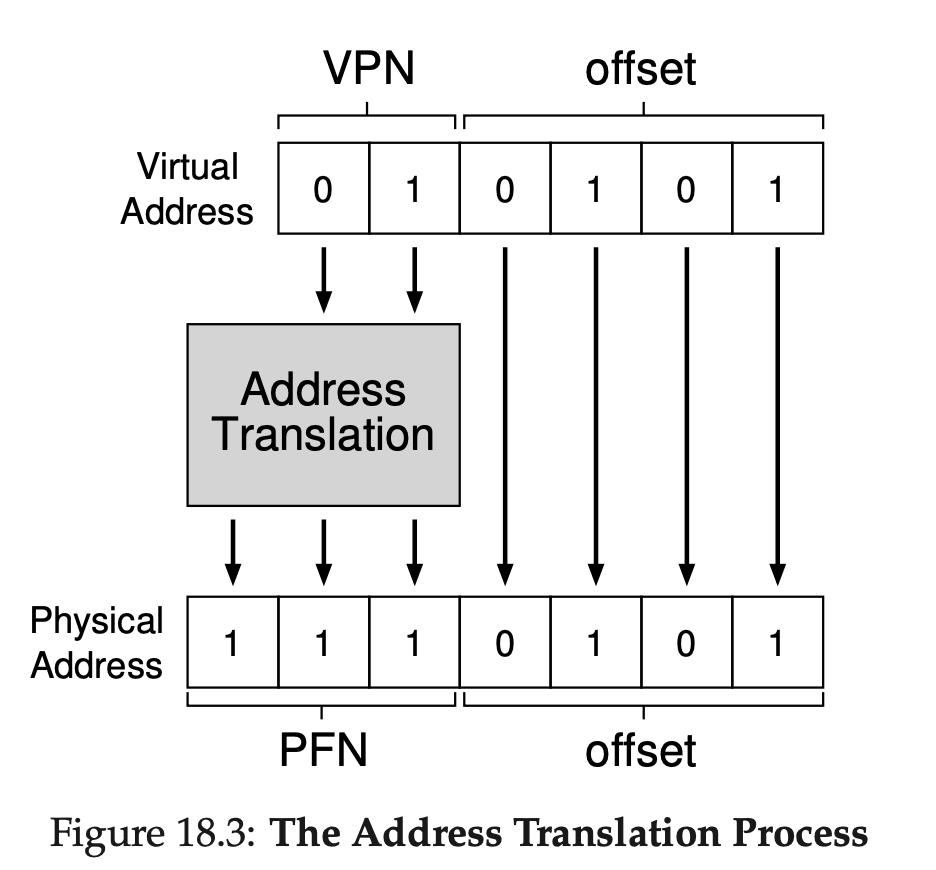 VPN offset
Virtual
Address
0 1 0 1 0 1
Address
Translation
Physical
Address
1 1 1 0 1 0 1
PFN offset
Figure 18.3: The Address Translation Process